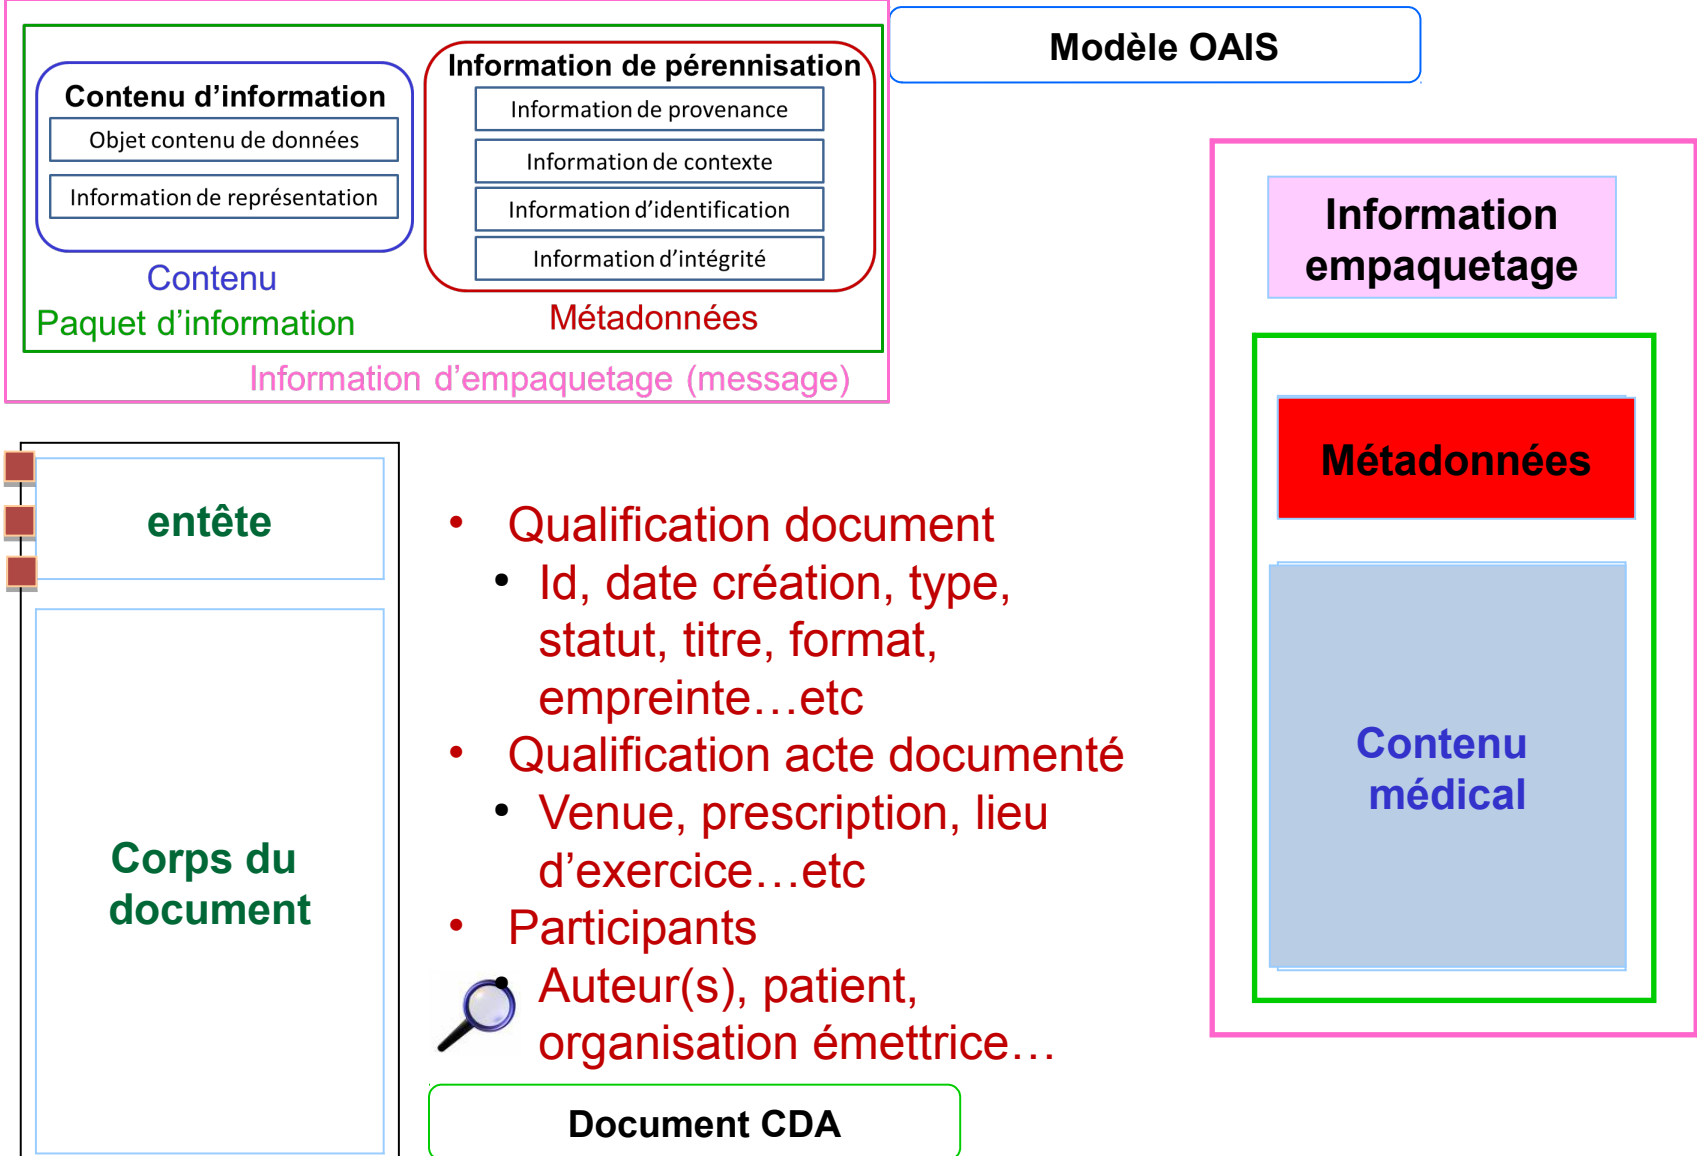 Modèle OAIS
Contenu d’information
Objet contenu de données
Information de représentation
Contenu
Information de pérennisation
Information de provenance
Information de contexte
Information d’identification
Information d’intégrité
Métadonnées
Paquet d’information
Information d’empaquetage (message)
Information
empaquetage
Métadonnées
Contenu
médical
entête
Corps du
document
• Qualification document
• Id, date création, type,
statut, titre, format,
empreinte…etc
• Qualification acte documenté
• Venue, prescription, lieu
d’exercice…etc
• Participants
• Auteur(s), patient,
organisation émettrice…
Document CDA